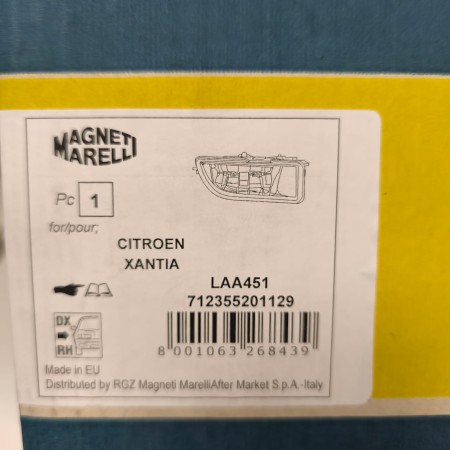 MAGNETI
MARELLI
Pc 1
for/pour;
CITROEN
XANTIA
LAA451
712355201129
8 001063 268439
DX
RH
Made in EU
Distributed by RGZ Magneti MarelliAfter Market S.p.A.-Italy